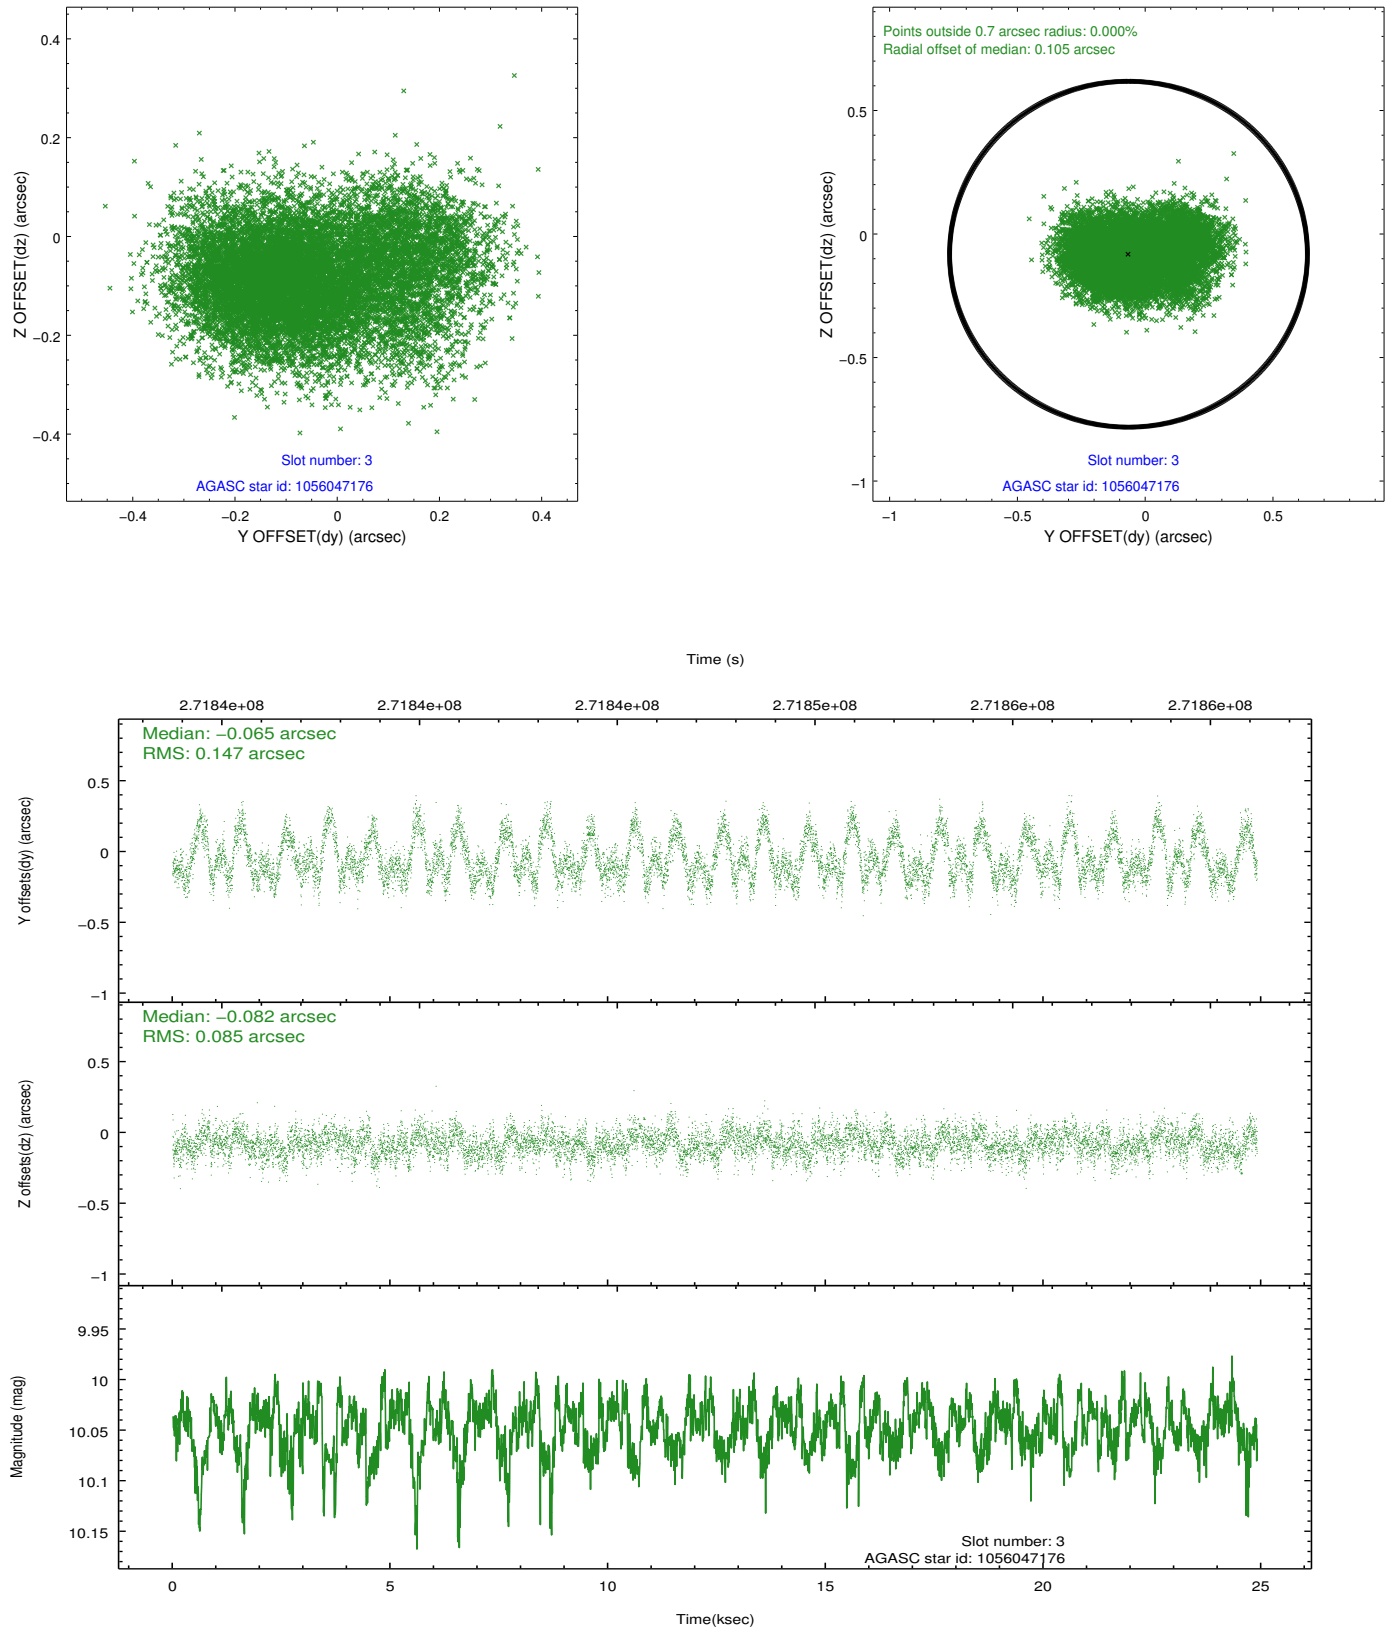 0.4
0.2
0
−0.2
−0.4
Z OFFSET(dz) (arcsec)
Slot number: 3
AGASC star id: 1056047176
−0.4 −0.2 0 0.2 0.4
Y OFFSET(dy) (arcsec)
Points outside 0.7 arcsec radius: 0.000%
Radial offset of median: 0.105 arcsec
0.5
0
−0.5
−1
Z OFFSET(dz) (arcsec)
Slot number: 3
AGASC star id: 1056047176
−1 −0.5 0 0.5
Y OFFSET(dy) (arcsec)
Time (s)
2.7184e+08 2.7184e+08 2.7184e+08 2.7185e+08 2.7186e+08 2.7186e+08
Median: −0.065 arcsec
RMS: 0.147 arcsec
0.5
0
−0.5
−1
Y offsets(dy) (arcsec)
Median: −0.082 arcsec
RMS: 0.085 arcsec
0.5
0
−0.5
−1
Z offsets(dz) (arcsec)
9.95
10
10.05
10.1
10.15
Magnitude (mag)
Slot number: 3
AGASC star id: 1056047176
0 5 10 15 20 25
Time(ksec)